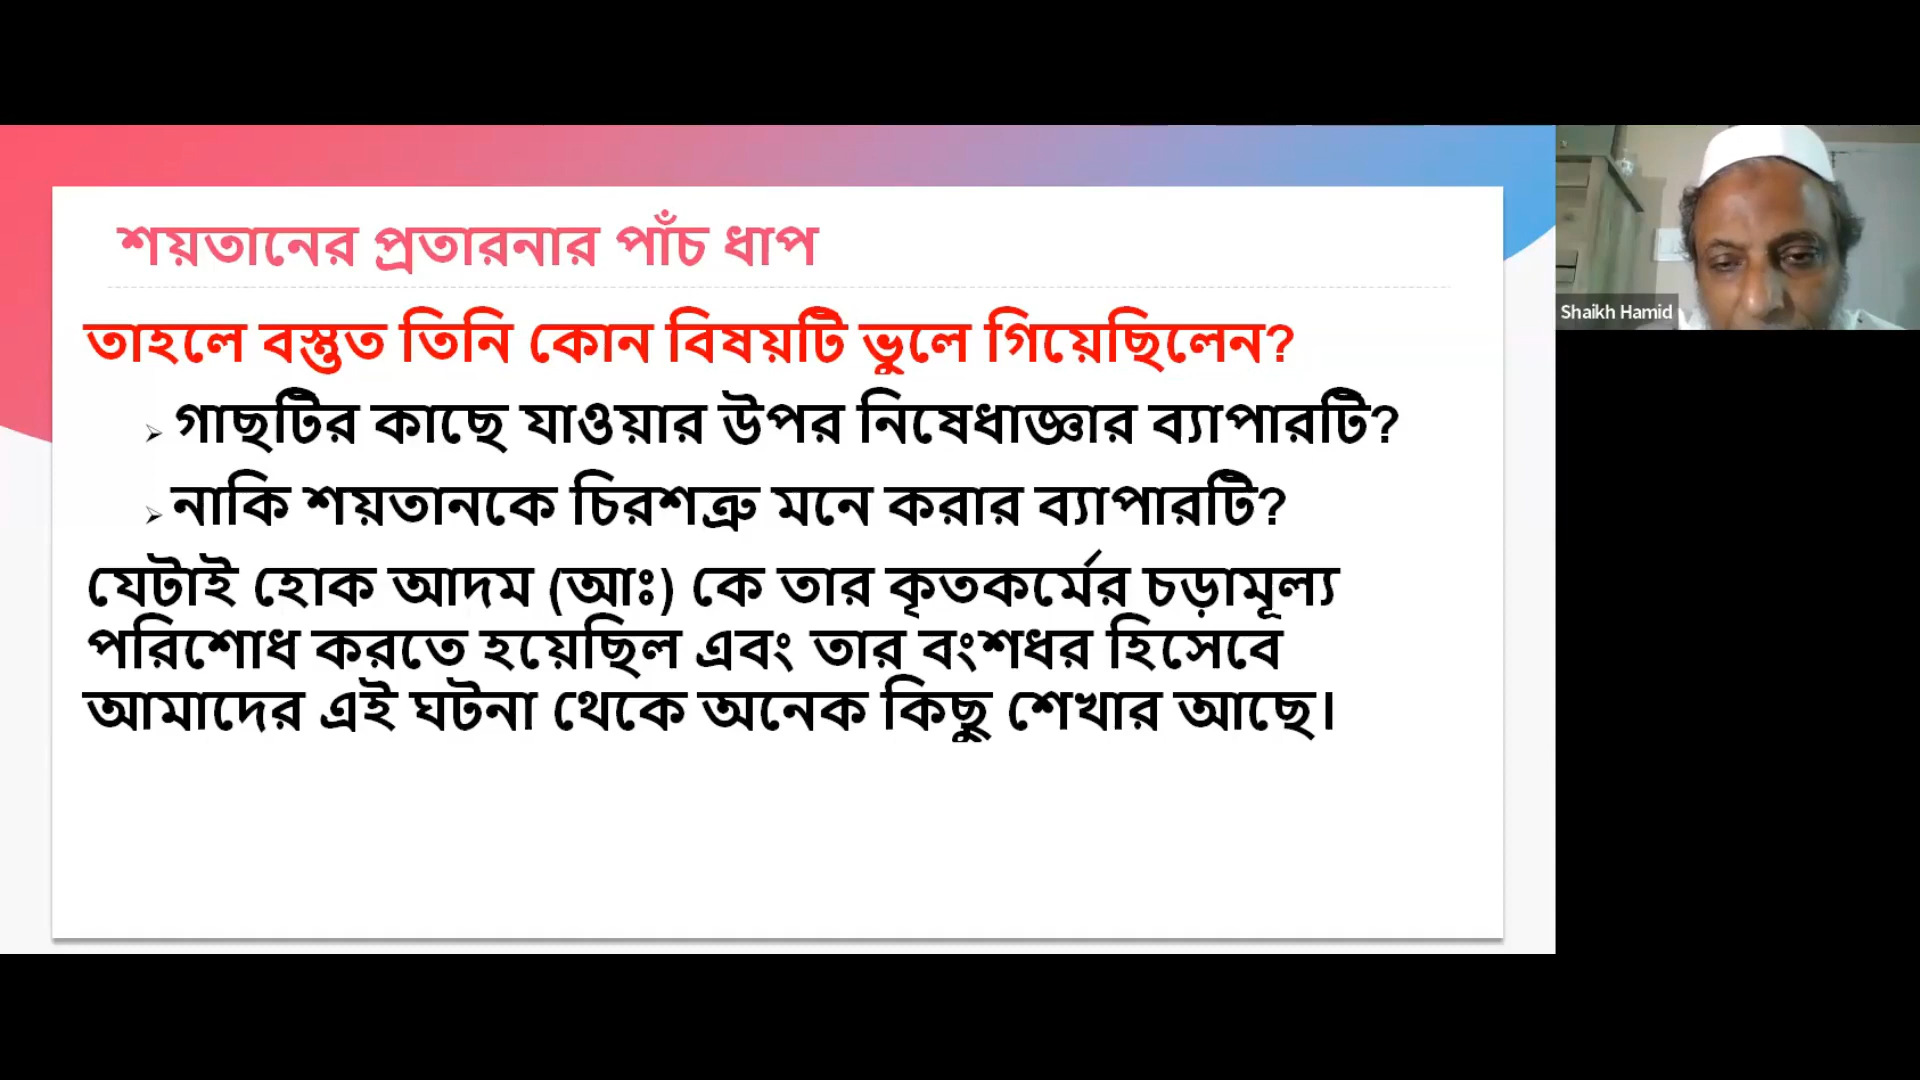 শয়তানের প্রতারনার পাঁচ ধাপ
তাহলে বস্তুত তিনি কোন বিষয়টি ভুলে গিয়েছিলেন?
গাছটির কাছে যাওয়ার উপর নিষেধাজ্ঞার ব্যাপারটি?
নাকি শয়তানকে চিরশত্রু মনে করার ব্যাপারটি?
যেটাই হোক আদম (আঃ) কে তার কৃতকর্মের চড়ামূল্য
পরিশোধ করতে হয়েছিল এবং তার বংশধর হিসেবে
আমাদের এই ঘটনা থেকে অনেক কিছু শেখার আছে।
Shaikh Hamid